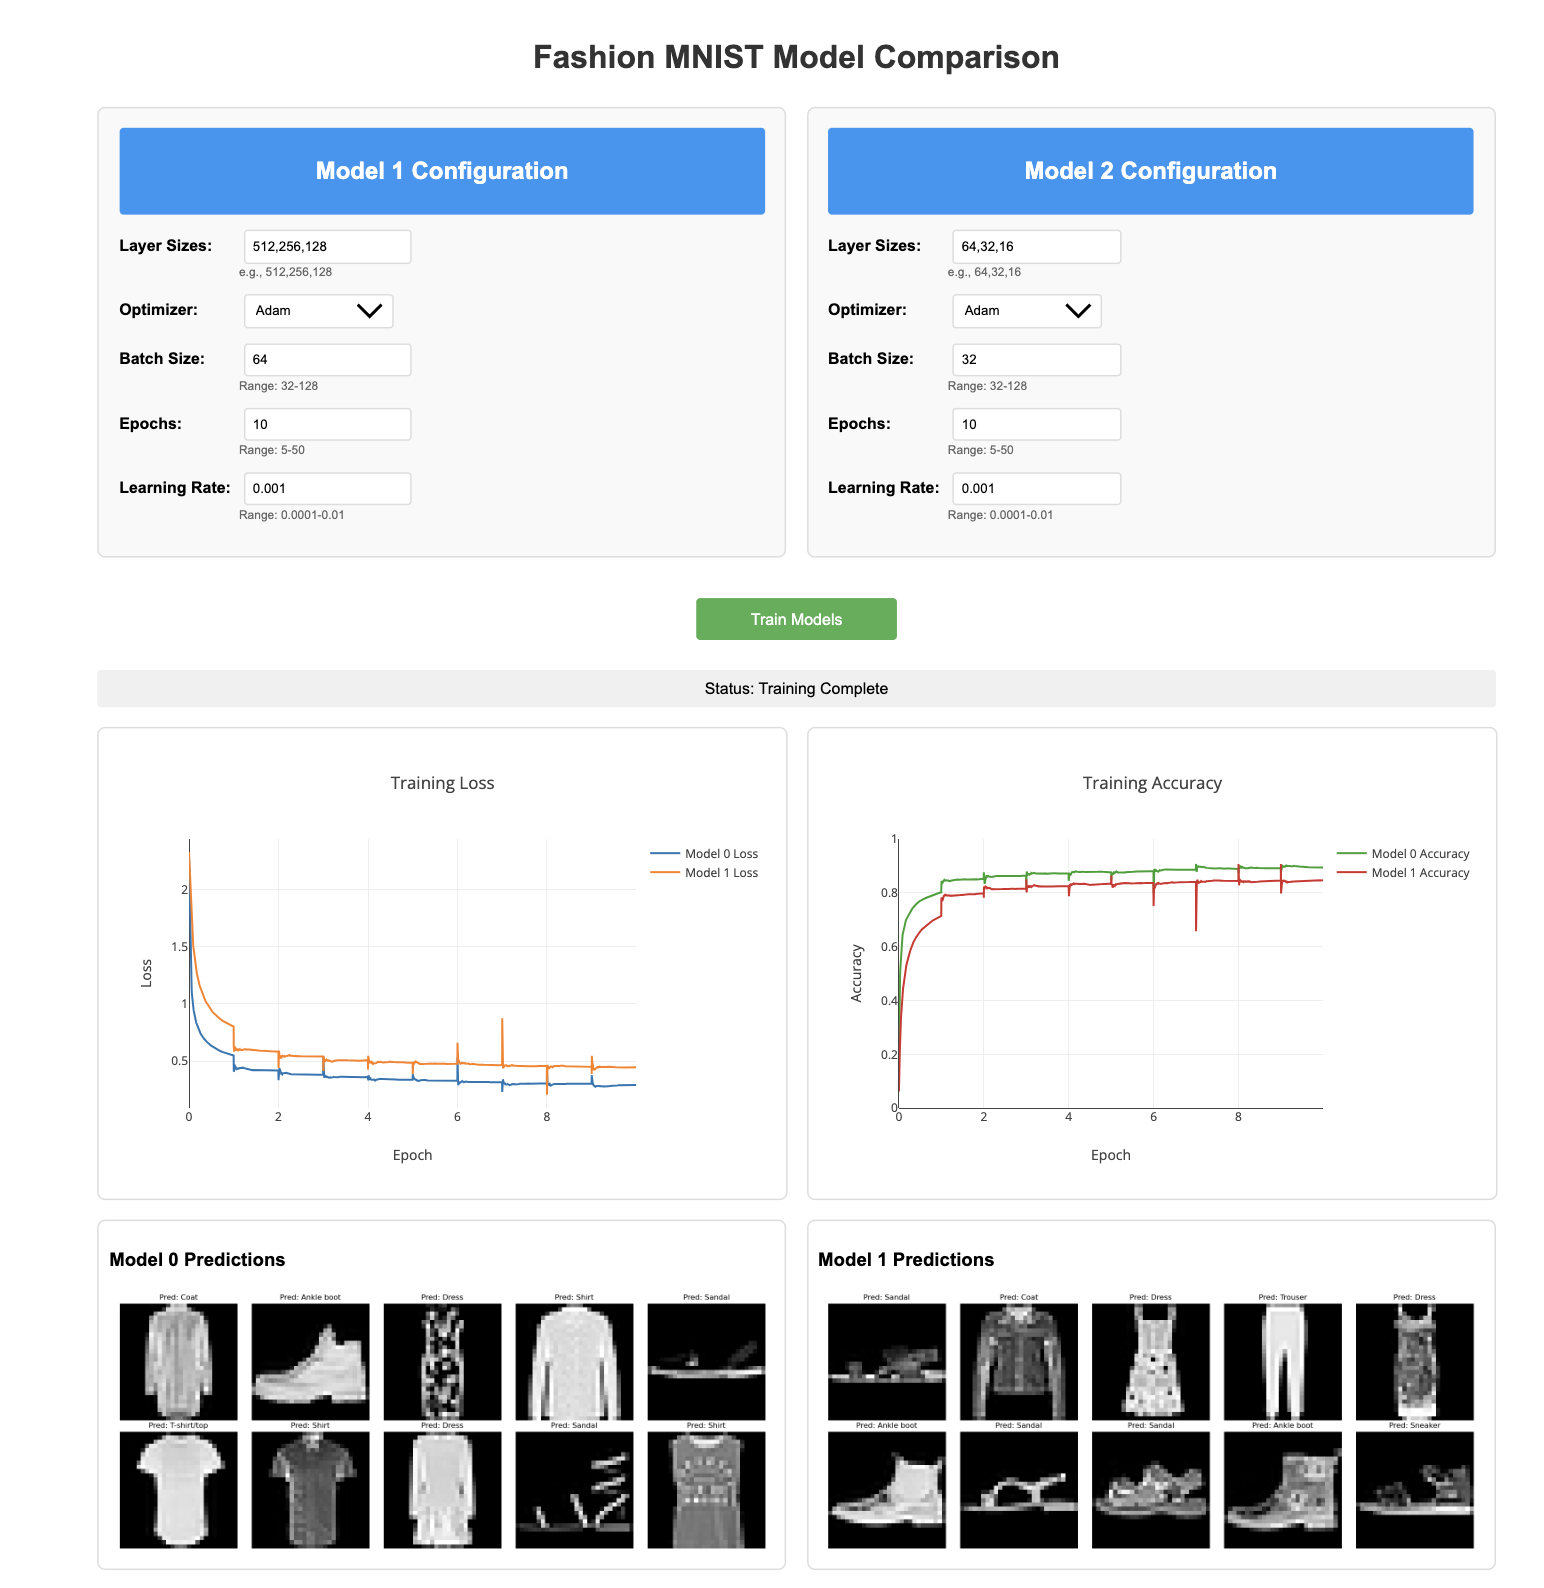 Fashion MNIST Model Comparison
Model 1 Configuration
Layer Sizes: 512,256,128
e.g., 512,256,128
Optimizer: Adam
Batch Size: 64
Range: 32-128
Epochs: 10
Range: 5-50
Learning Rate: 0.001
Range: 0.0001-0.01
Model 2 Configuration
Layer Sizes: 64,32,16
e.g., 64,32,16
Optimizer: Adam
Batch Size: 32
Range: 32-128
Epochs: 10
Range: 5-50
Learning Rate: 0.001
Range: 0.0001-0.01
Train Models
Status: Training Complete
Training Loss
Model 0 Loss
Model 1 Loss
2
1.5
1
0.5
Loss
0 2 4 6 8
Epoch
Training Accuracy
Model 0 Accuracy
Model 1 Accuracy
1
0.8
0.6
0.4
0.2
0
Accuracy
0 2 4 6 8
Epoch
Model 0 Predictions
Pred: Coat Pred: Ankle boot Pred: Dress Pred: Shirt Pred: Sandal
Pred: T-shirt/top Pred: Shirt Pred: Dress Pred: Sandal Pred: Shirt
Model 1 Predictions
Pred: Sandal Pred: Coat Pred: Dress Pred: Trouser Pred: Dress
Pred: Ankle boot Pred: Sandal Pred: Sandal Pred: Ankle boot Pred: Sneaker